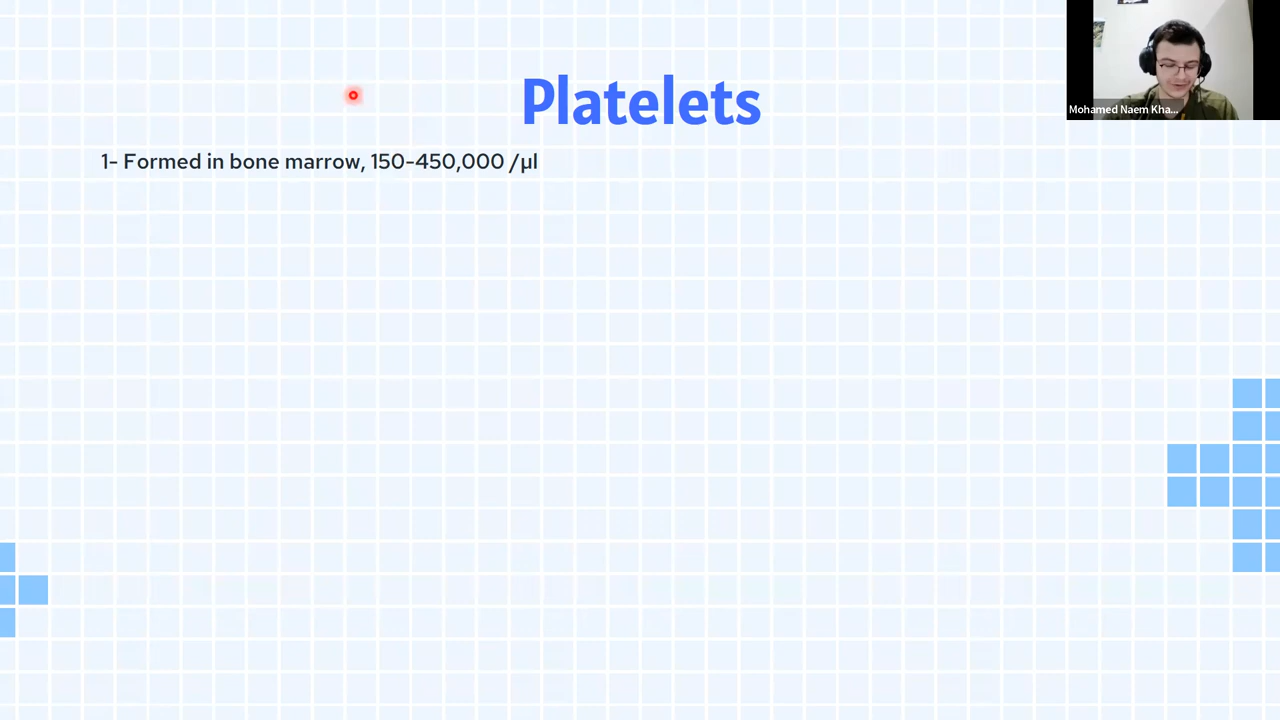 Platelets
Mohamed Naem Kha...
1- Formed in bone marrow, 150-450,000 /µl